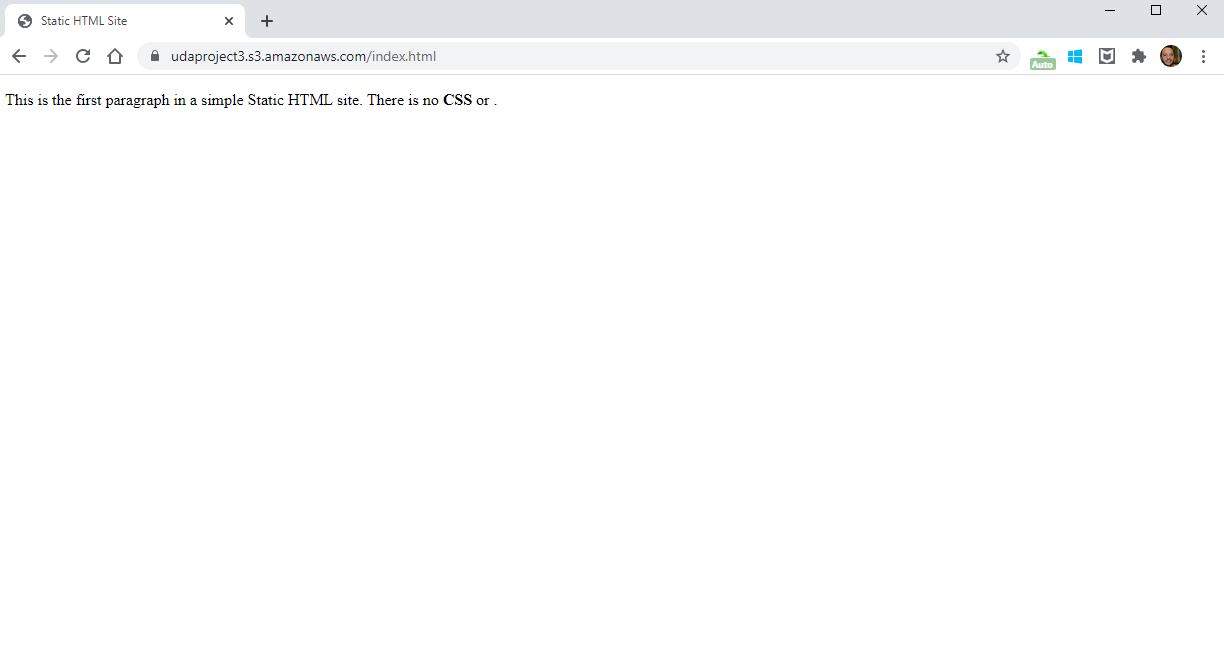 Static HTML Site
udaproject3.s3.amazonaws.com/index.html
Auto
This is the first paragraph in a simple Static HTML site. There is no CSS or .